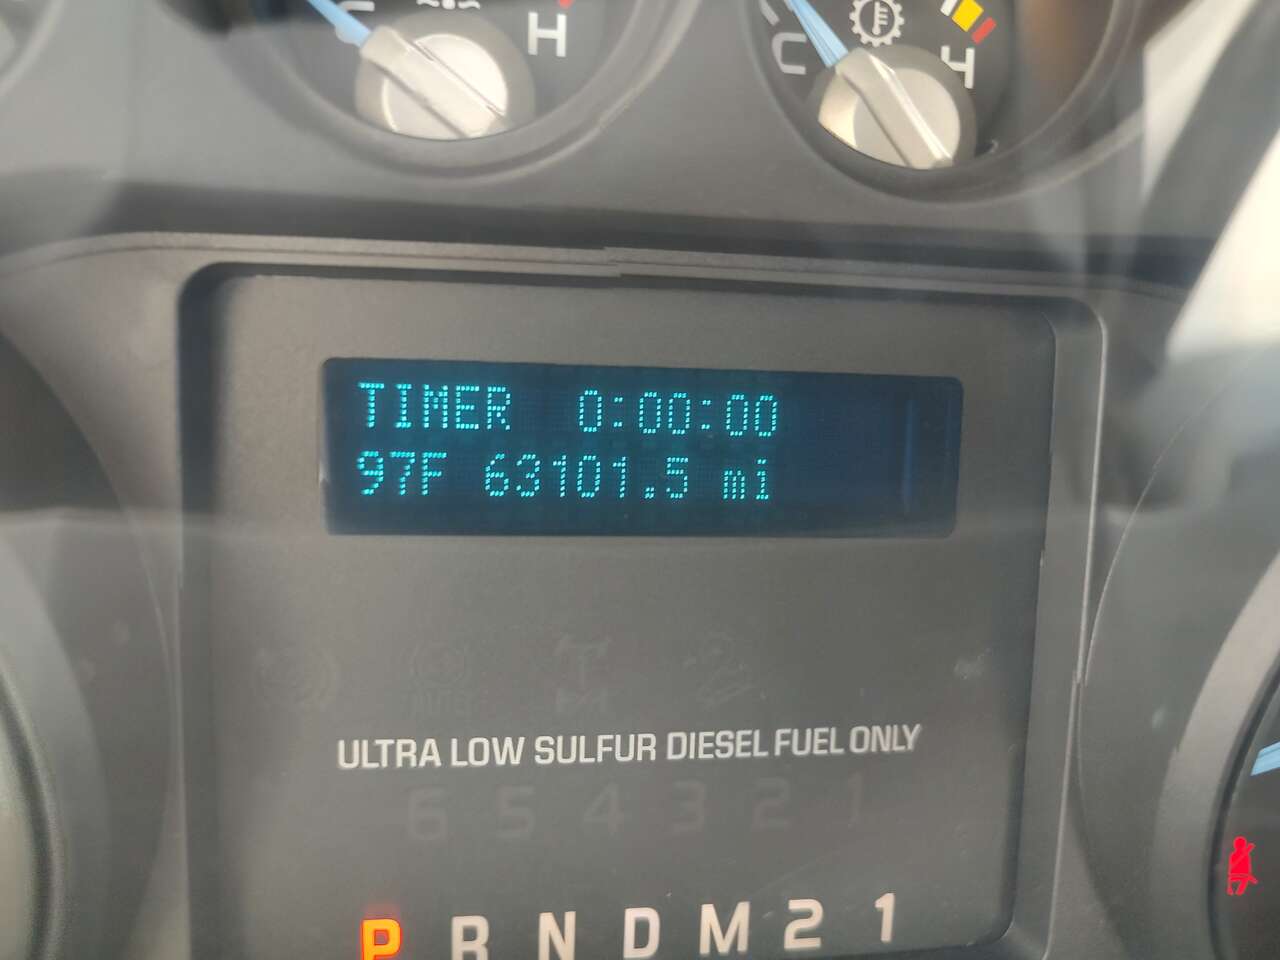 C H C H
TIMER 0:00:00
97F 63101.5 mi
ULTRA LOW SULFUR DIESEL FUEL ONLY
6 5 4 3 2 1
P R N D M 2 1